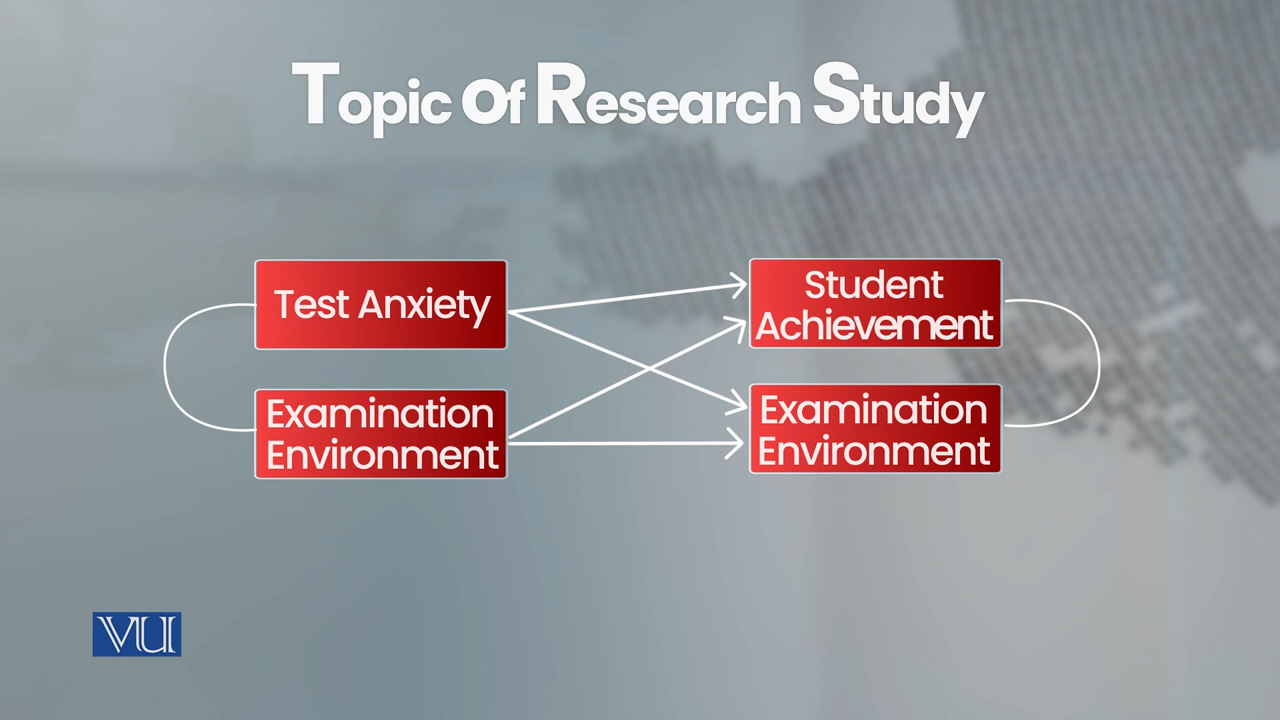 Topic Of Research Study
Test Anxiety
Student
Achievement
Examination
Environment
Examination
Environment
VU